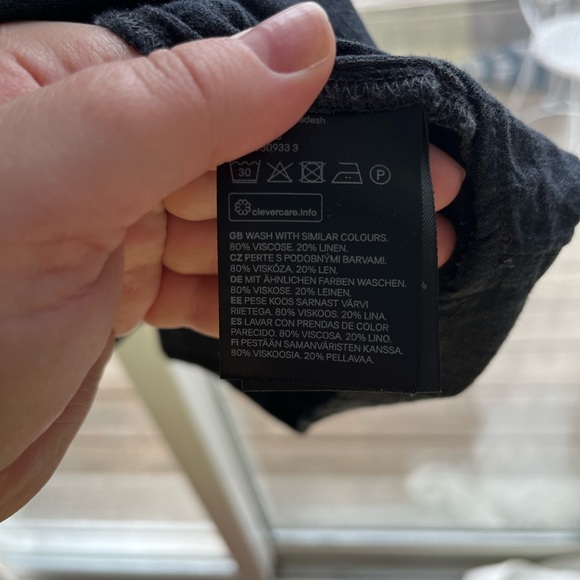 309333
30 P
clevercare.info
GB WASH WITH SIMILAR COLOURS.
80% VISCOSE. 20% LINEN.
CZ PERTE S PODOBNÝMI BARVAMI.
80% VISKÓZA. 20% LEN.
DE MIT ÄHNLICHEN FARBEN WASCHEN.
80% VISKOSE. 20% LEINEN.
EE PESE KOOS SARNAST VÄRVI
RIIETEGA. 80% VISKOOS. 20% LINA.
ES LAVAR CON PRENDAS DE COLOR
PARECIDO. 80% VISCOSA. 20% LINO.
FI PESTÄÄN SAMANVÄRISTEN KANSSA.
80% VISKOOSIA. 20% PELLAVAA.